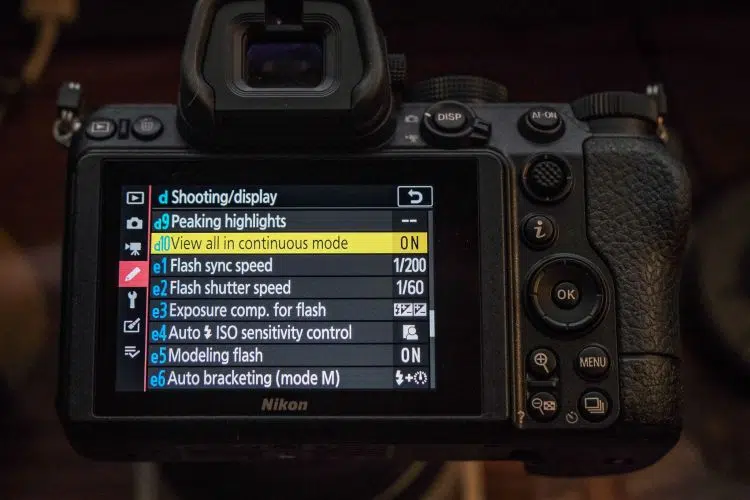 DISP
AF-ON
d Shooting/display
d9 Peaking highlights --
d10 View all in continuous mode ON
e1 Flash sync speed 1/200
e2 Flash shutter speed 1/60
e3 Exposure comp. for flash
e4 Auto ISO sensitivity control
e5 Modeling flash ON
e6 Auto bracketing (mode M)
i
OK
MENU
?
Nikon